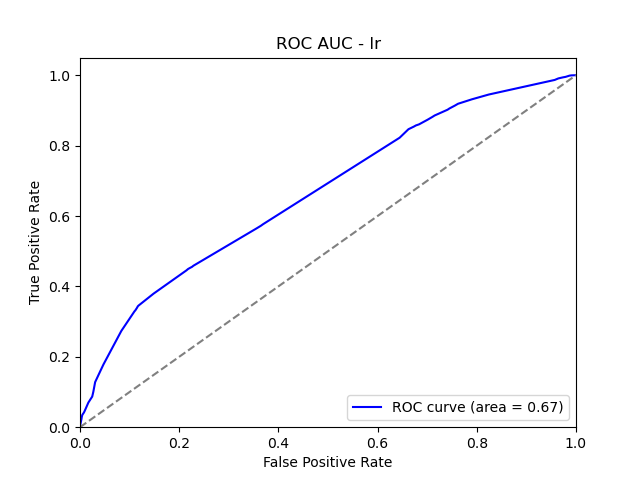 ROC AUC - lr
1.0
0.8
0.6
0.4
0.2
0.0
True Positive Rate
0.0 0.2 0.4 0.6 0.8 1.0
False Positive Rate
ROC curve (area = 0.67)